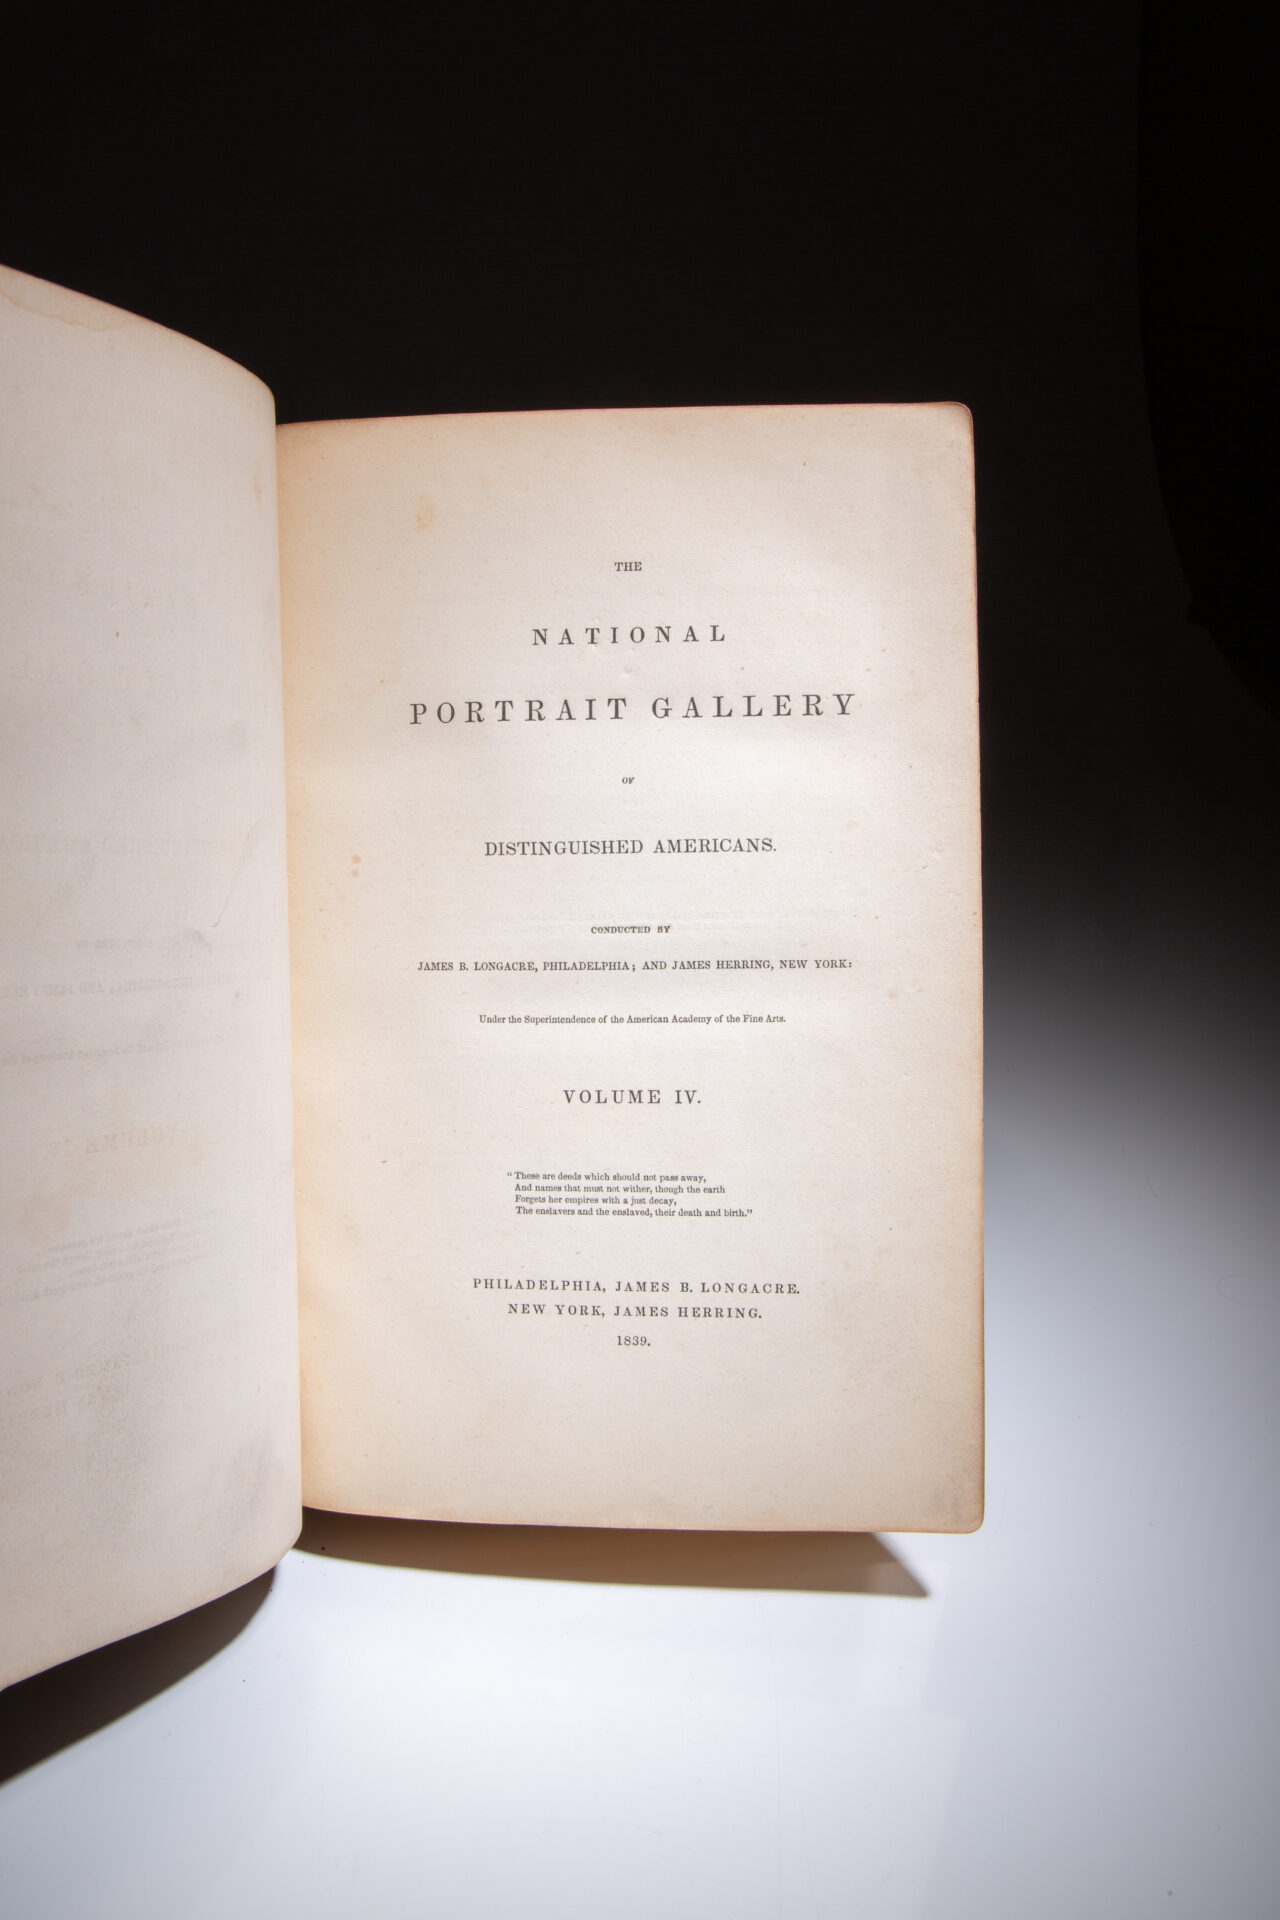 THE
NATIONAL
PORTRAIT GALLERY
OF
DISTINGUISHED AMERICANS.
CONDUCTED BY
JAMES B. LONGACRE, PHILADELPHIA; AND JAMES HERRING, NEW YORK:
Under the Superintendence of the American Academy of the Fine Arts.
VOLUME IV.
“These are deeds which should not pass away,
And names that must not wither, though the earth
Forgets her empires with a just decay,
The enslavers and the enslaved, their death and birth.”
PHILADELPHIA, JAMES B. LONGACRE.
NEW YORK, JAMES HERRING.
1839.